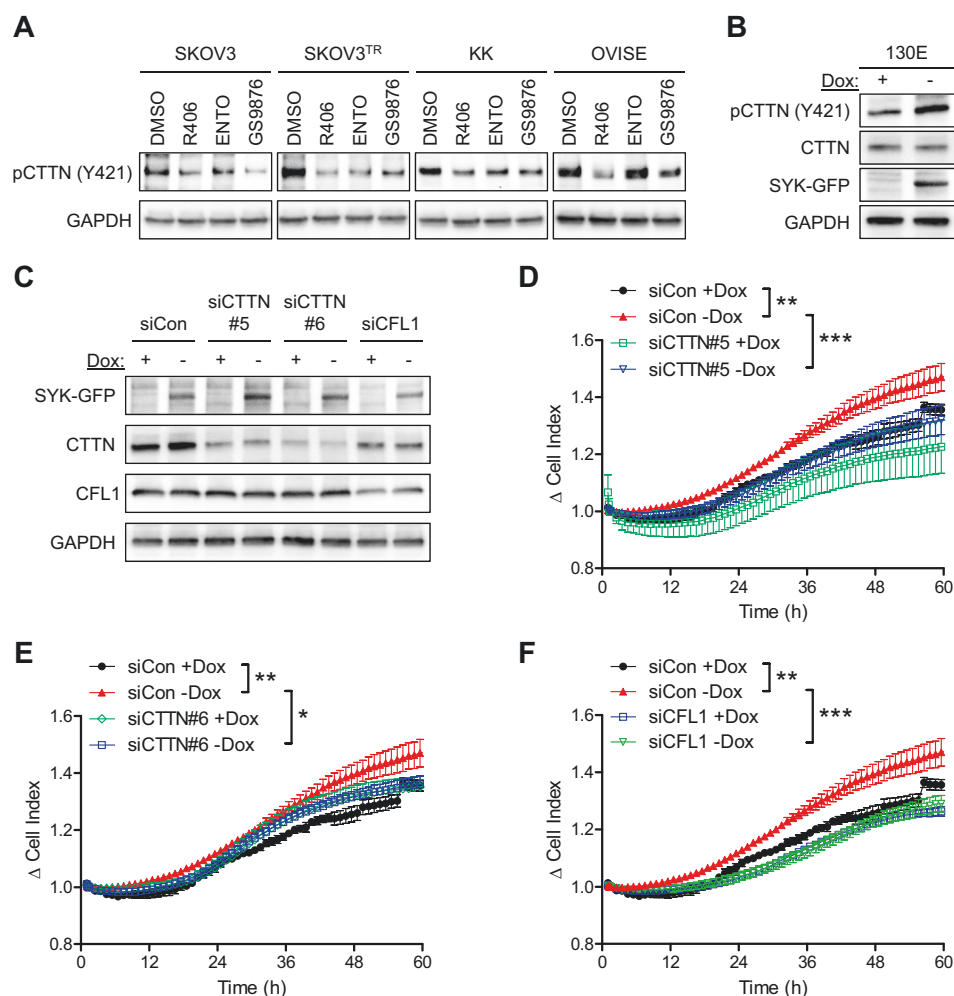 A
SKOV3 SKOV3TR KK OVISE
DMSO R406 ENTO GS9876 DMSO R406 ENTO GS9876 DMSO R406 ENTO GS9876 DMSO R406 ENTO GS9876
pCTTN (Y421)
GAPDH
B
130E
Dox: + -
pCTTN (Y421)
CTTN
SYK-GFP
GAPDH
C
siCon siCTTN #5 siCTTN #6 siCFL1
Dox: + - + - + - + -
SYK-GFP
CTTN
CFL1
GAPDH
D
siCon +Dox
siCon -Dox
siCTTN#5 +Dox
siCTTN#5 -Dox
**
***
Δ Cell Index
1.6
1.4
1.2
1.0
0.8
0 12 24 36 48 60
Time (h)
E
siCon +Dox
siCon -Dox
siCTTN#6 +Dox
siCTTN#6 -Dox
**
*
Δ Cell Index
1.6
1.4
1.2
1.0
0.8
0 12 24 36 48 60
Time (h)
F
siCon +Dox
siCon -Dox
siCFL1 +Dox
siCFL1 -Dox
**
***
Δ Cell Index
1.6
1.4
1.2
1.0
0.8
0 12 24 36 48 60
Time (h)